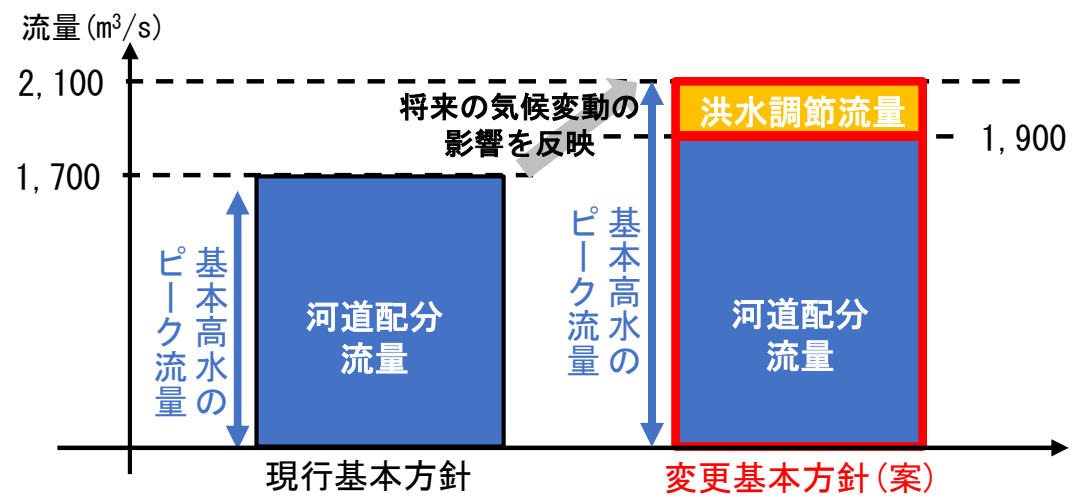 流量(m³/s)
2,100
将来の気候変動の
影響を反映
洪水調節流量
1,900
1,700
基本高水の
ピーク流量
河道配分
流量
基本高水の
ピーク流量
河道配分
流量
現行基本方針
変更基本方針(案)